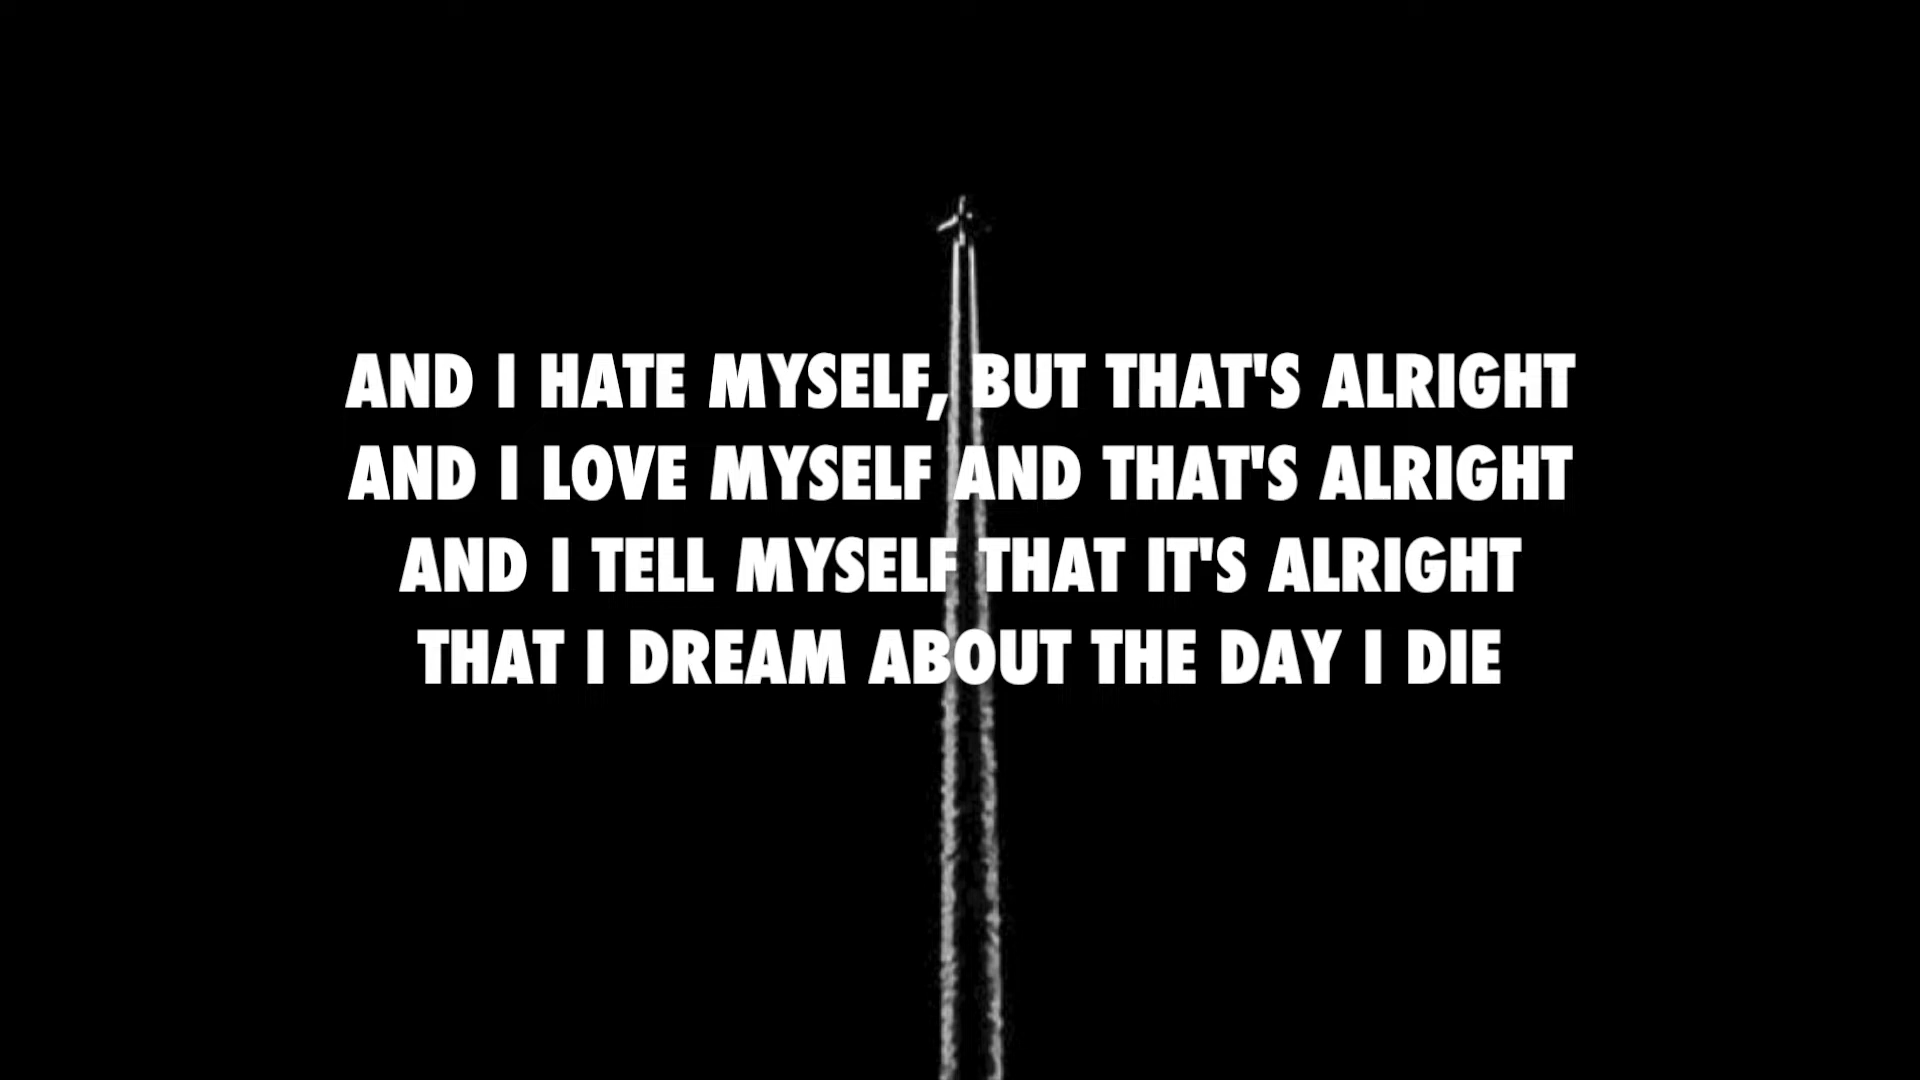 AND I HATE MYSELF, BUT THAT'S ALRIGHT
AND I LOVE MYSELF AND THAT'S ALRIGHT
AND I TELL MYSELF THAT IT'S ALRIGHT
THAT I DREAM ABOUT THE DAY I DIE